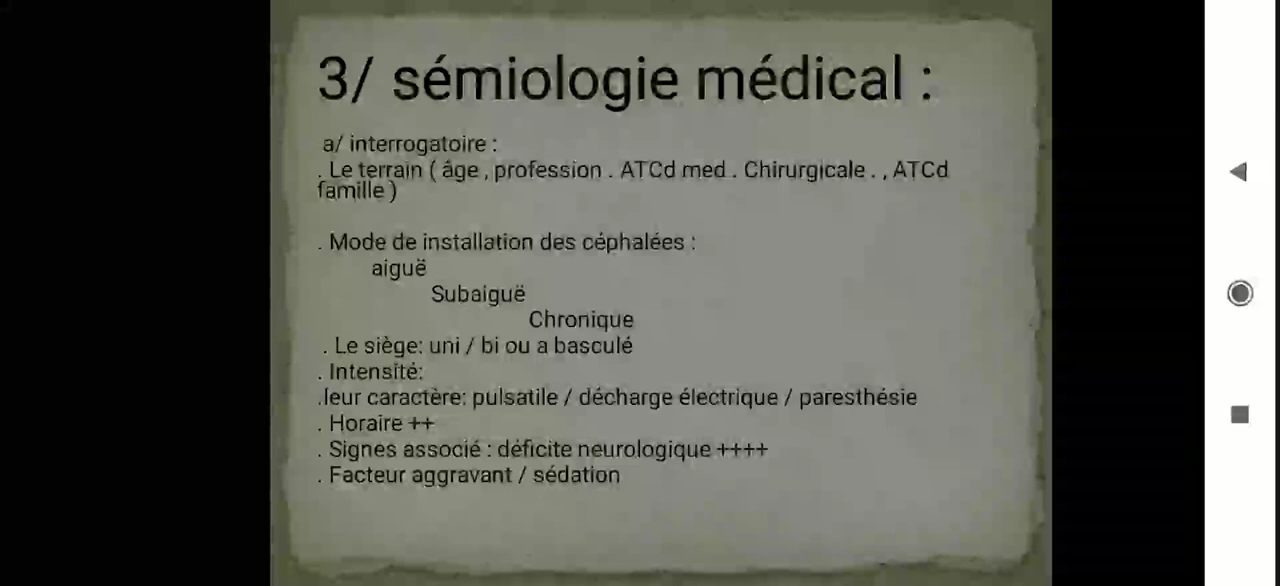 3/ sémiologie médical :
a/ interrogatoire :
. Le terrain ( âge , profession . ATCd med . Chirurgicale . , ATCd
famille )
. Mode de installation des céphalées :
aiguë
Subaiguë
Chronique
. Le siège: uni / bi ou a basculé
. Intensité:
.leur caractère: pulsatile / décharge électrique / paresthésie
. Horaire ++
. Signes associé : déficite neurologique ++++
. Facteur aggravant / sédation